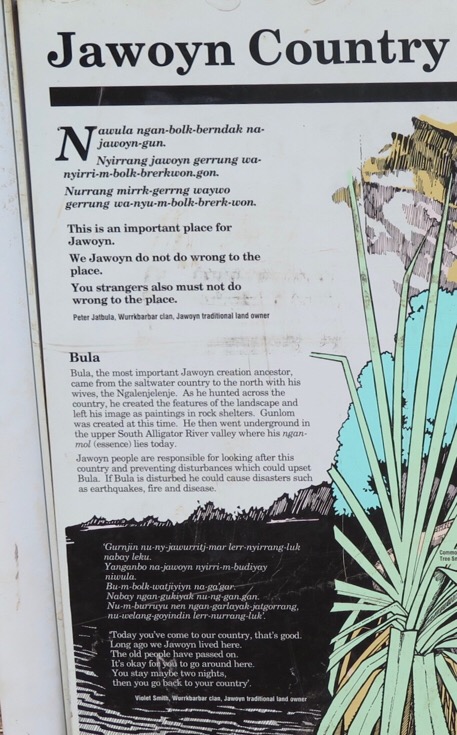 Jawoyn Country
Nawula ngan-bolk-berndak na-
jawoyn-gun.
Nyirrang jawoyn gerrung wa-
nyirri-m-bolk-brerkwon.gon.
Nurrang mirrk-gerrng waywo
gerrung wa-nyu-m-bolk-brerk-won.
This is an important place for
Jawoyn.
We Jawoyn do not do wrong to the
place.
You strangers also must not do
wrong to the place.
Peter Jatbula, Wurrkbarbar clan, Jawoyn traditional land owner
Bula
Bula, the most important Jawoyn creation ancestor,
came from the saltwater country to the north with his
wives, the Ngalenjelenje. As he hunted across the
country, he created the features of the landscape and
left his image as paintings in rock shelters. Gunlom
was created at this time. He then went underground in
the upper South Alligator River valley where his ngan-
mol (essence) lies today.
Jawoyn people are responsible for looking after this
country and preventing disturbances which could upset
Bula. If Bula is disturbed he could cause disasters such
as earthquakes, fire and disease.
'Gurnjin nu-ny-jawurritj-mar lerr-nyirrang-luk
nabay leku.
Yanganbo na-jawoyn nyirri-m-budiyay
niwula.
Bu-m-bolk-watjiyiyn na-ga'gar.
Nabay ngan-gukiyak nu-ng-gan.gan.
Nu-m-burruyu nen ngan-garlayak-jatgorrang,
nu-welang-goyindin lerr-nurrang-luk'.
'Today you've come to our country, that's good.
Long ago we Jawoyn lived here.
The old people have passed on.
It's okay for you to go around here.
You stay maybe two nights,
then you go back to your country'.
Violet Smith, Wurrkbarbar clan, Jawoyn traditional land owner